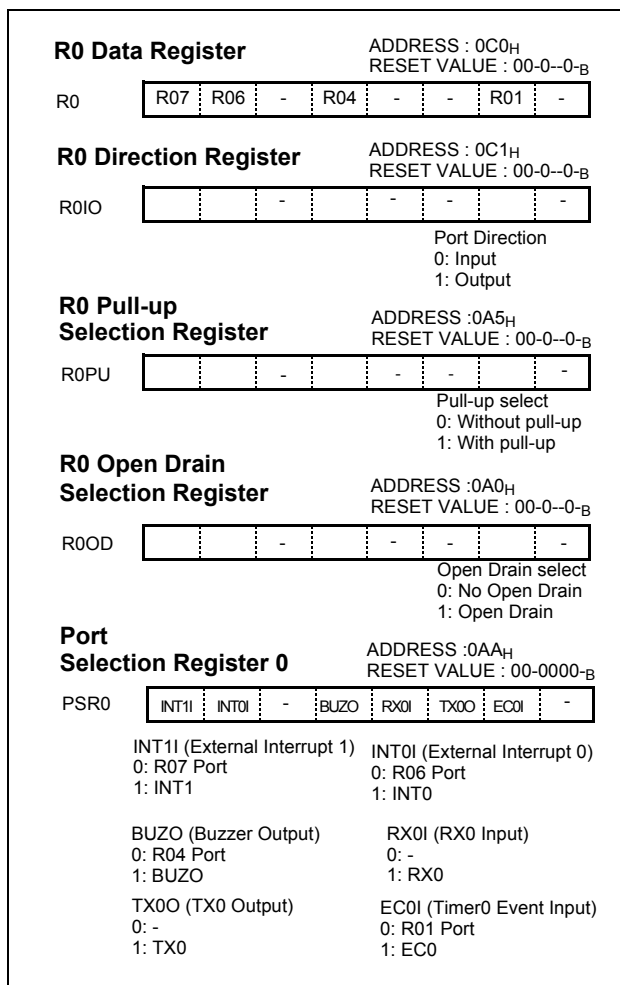 R0 Data Register
ADDRESS : 0C0H
RESET VALUE : 00-0--0-B
R0 R07 R06 - R04 - - R01 -
R0 Direction Register
ADDRESS : 0C1H
RESET VALUE : 00-0--0-B
R0IO - - - -
Port Direction
0: Input
1: Output
R0 Pull-up
Selection Register
ADDRESS :0A5H
RESET VALUE : 00-0--0-B
R0PU - - - -
Pull-up select
0: Without pull-up
1: With pull-up
R0 Open Drain
Selection Register
ADDRESS :0A0H
RESET VALUE : 00-0--0-B
R0OD - - - -
Open Drain select
0: No Open Drain
1: Open Drain
Port
Selection Register 0
ADDRESS :0AAH
RESET VALUE : 00-0000-B
PSR0 INT1I INT0I - BUZO RX0I TX0O EC0I -
INT1I (External Interrupt 1)
0: R07 Port
1: INT1
INT0I (External Interrupt 0)
0: R06 Port
1: INT0
BUZO (Buzzer Output)
0: R04 Port
1: BUZO
RX0I (RX0 Input)
0: -
1: RX0
TX0O (TX0 Output)
0: -
1: TX0
EC0I (Timer0 Event Input)
0: R01 Port
1: EC0